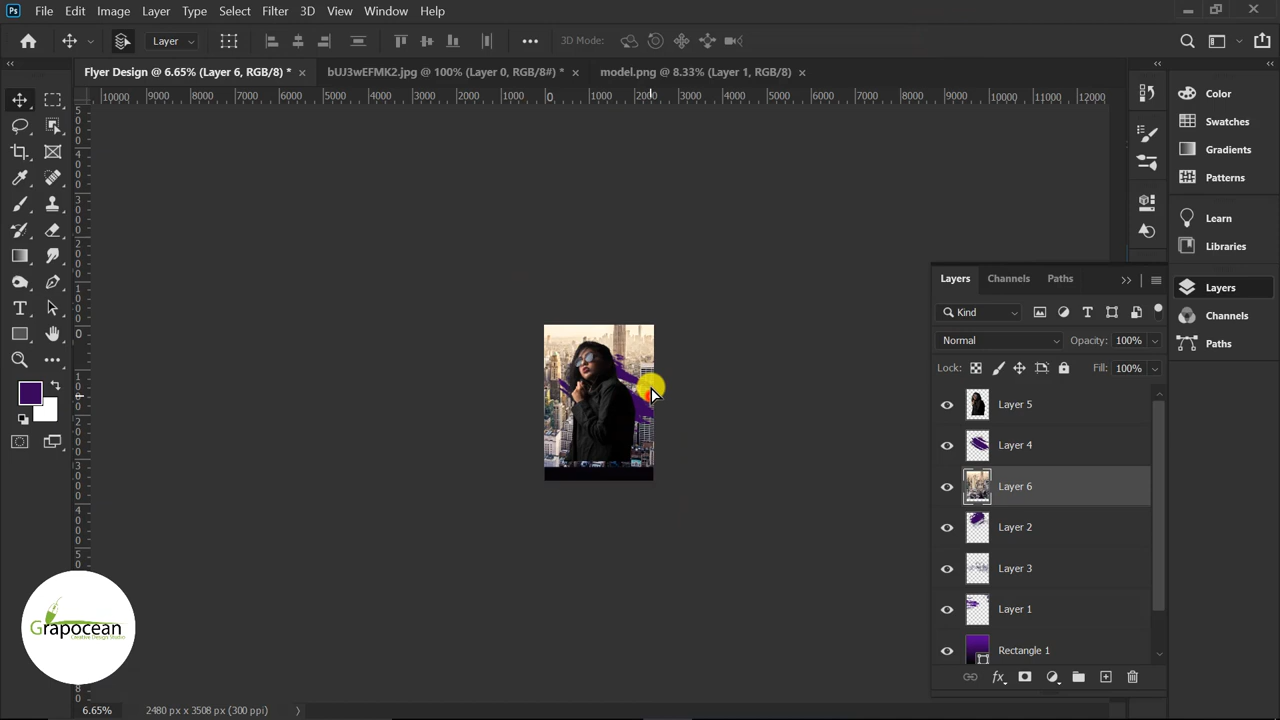 Ps File Edit Image Layer Type Select Filter 3D View Window Help
Layer 3D Mode:
Flyer Design @ 6.65% (Layer 6, RGB/8) * × bUJ3wEFMK2.jpg @ 100% (Layer 0, RGB/8#) * × model.png @ 8.33% (Layer 1, RGB/8) ×
10000 9000 8000 7000 6000 5000 4000 3000 2000 1000 0 1000 2000 3000 4000 5000 6000 7000 8000 9000 10000 11000 12000
Color
Swatches
Gradients
Patterns
Learn
Libraries
Layers
Channels
Paths
Layers Channels Paths
Kind
Normal Opacity: 100%
Lock: Fill: 100%
Layer 5
Layer 4
Layer 6
Layer 2
Layer 3
Layer 1
Rectangle 1
fx
Grapocean
Creative Design Studio
6.65% 2480 px x 3508 px (300 ppi)